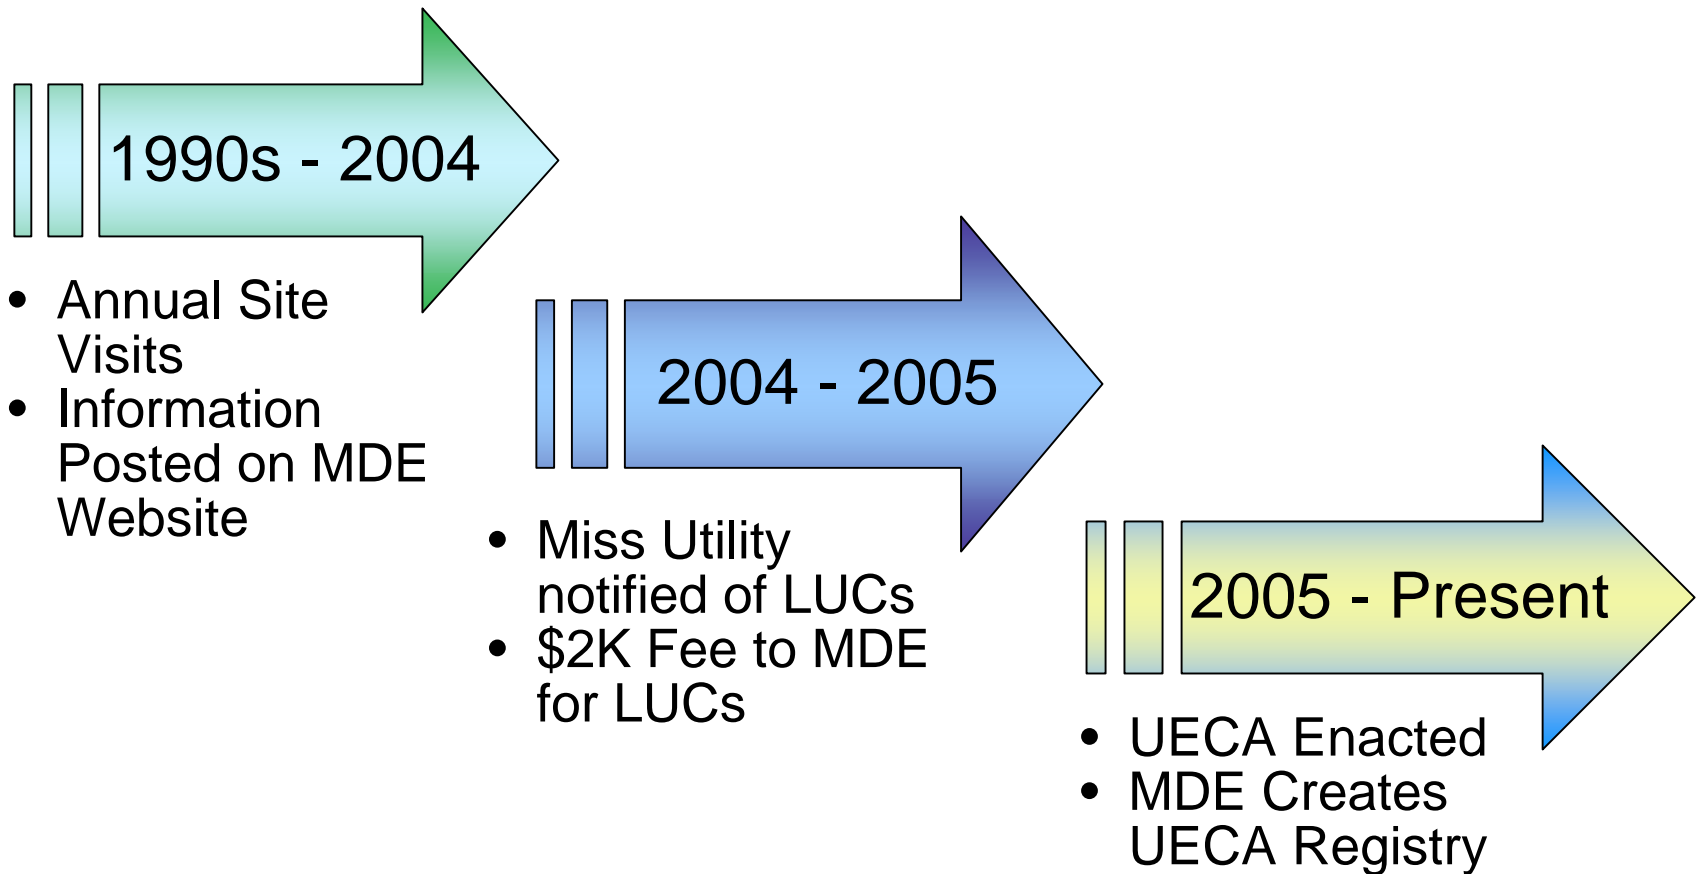 1990s - 2004
• Annual Site
Visits
• Information
Posted on MDE
Website
2004 - 2005
• Miss Utility
notified of LUCs
• $2K Fee to MDE
for LUCs
2005 - Present
• UECA Enacted
• MDE Creates
UECA Registry